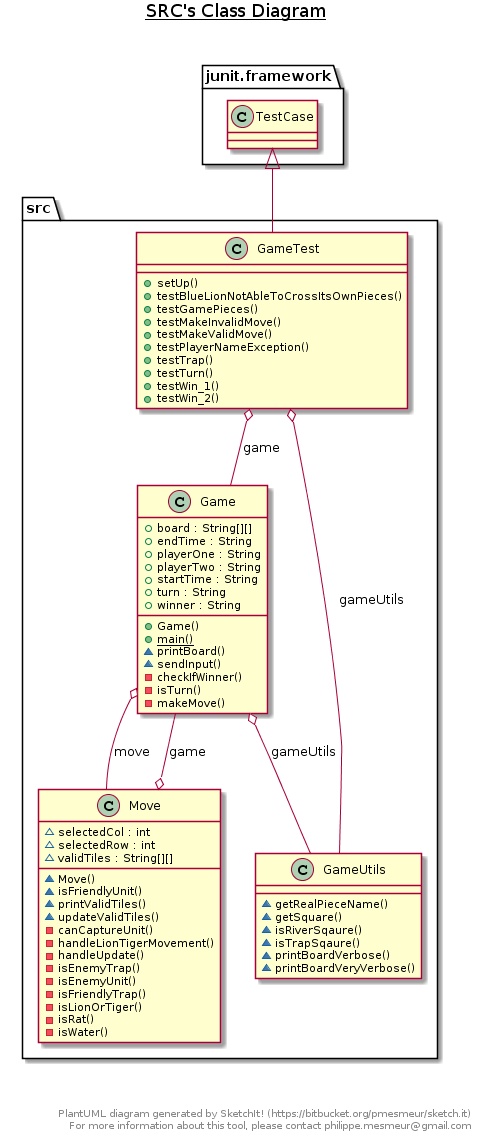 SRC's Class Diagram
junit.framework
C TestCase
src
C GameTest
setUp()
testBlueLionNotAbleToCrossItsOwnPieces()
testGamePieces()
testMakeInvalidMove()
testMakeValidMove()
testPlayerNameException()
testTrap()
testTurn()
testWin_1()
testWin_2()
game
gameUtils
C Game
board : String[][]
endTime : String
playerOne : String
playerTwo : String
startTime : String
turn : String
winner : String
Game()
main()
printBoard()
sendInput()
checkIfWinner()
isTurn()
makeMove()
move
game
gameUtils
C Move
selectedCol : int
selectedRow : int
validTiles : String[][]
Move()
isFriendlyUnit()
printValidTiles()
updateValidTiles()
canCaptureUnit()
handleLionTigerMovement()
handleUpdate()
isEnemyTrap()
isEnemyUnit()
isFriendlyTrap()
isLionOrTiger()
isRat()
isWater()
C GameUtils
getRealPieceName()
getSquare()
isRiverSqaure()
isTrapSqaure()
printBoardVerbose()
printBoardVeryVerbose()
PlantUML diagram generated by SketchIt! (https://bitbucket.org/pmesmeur/sketch.it)
For more information about this tool, please contact philippe.mesmeur@gmail.com